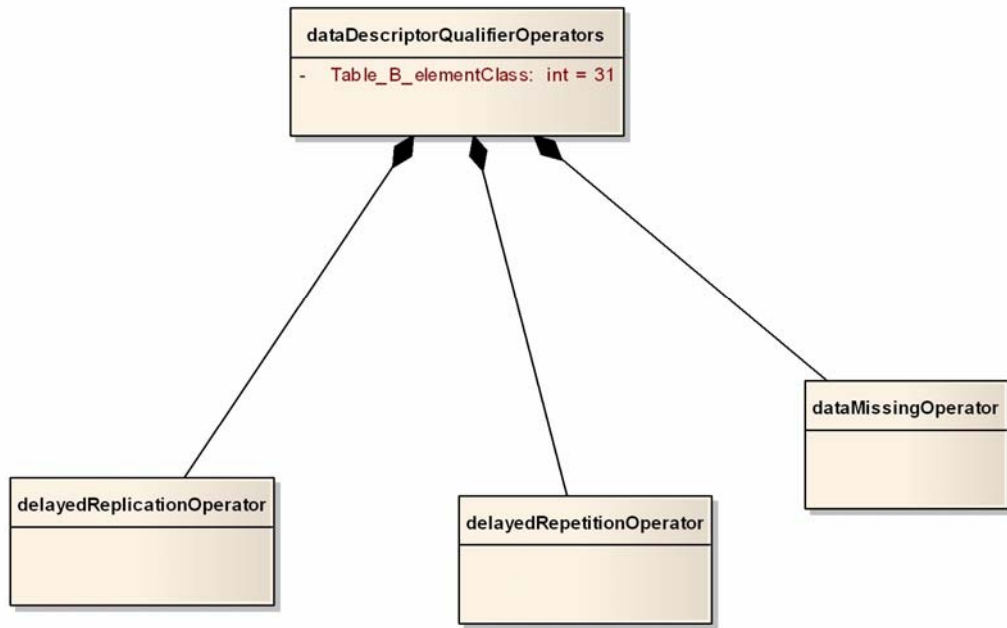 dataDescriptorQualifierOperators
- Table_B_elementClass: int = 31
dataMissingOperator
delayedReplicationOperator
delayedRepetitionOperator